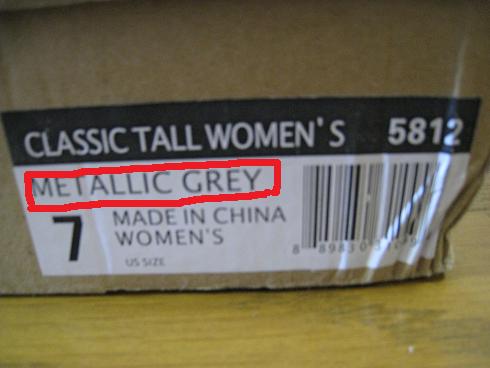 CLASSIC TALL WOMEN'S 5812
METALLIC GREY
7
MADE IN CHINA
WOMEN'S
US SIZE